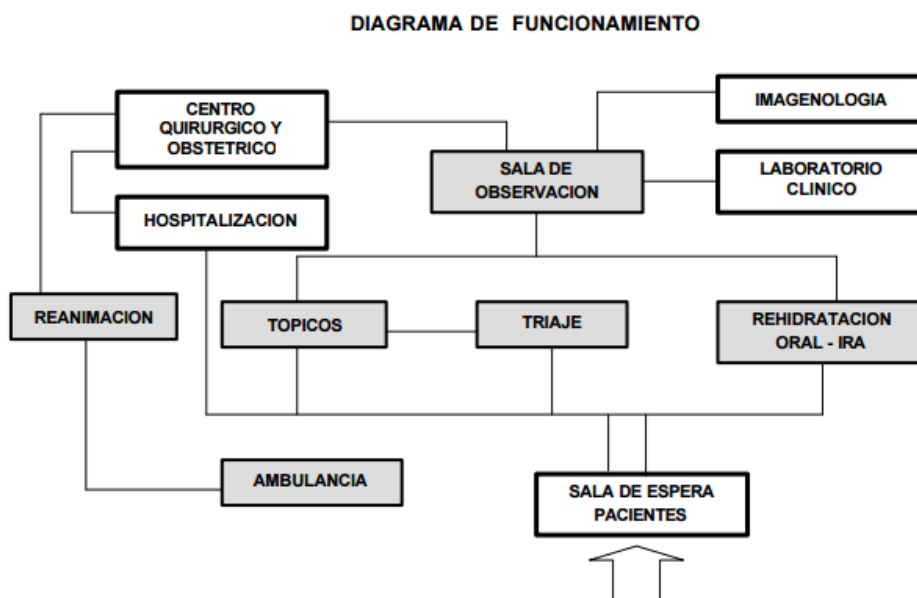 DIAGRAMA DE FUNCIONAMIENTO
CENTRO
QUIRURGICO Y
OBSTETRICO
IMAGENOLOGIA
SALA DE
OBSERVACION
LABORATORIO
CLINICO
HOSPITALIZACION
REANIMACION
TOPICOS
TRIAJE
REHIDRATACION
ORAL - IRA
AMBULANCIA
SALA DE ESPERA
PACIENTES